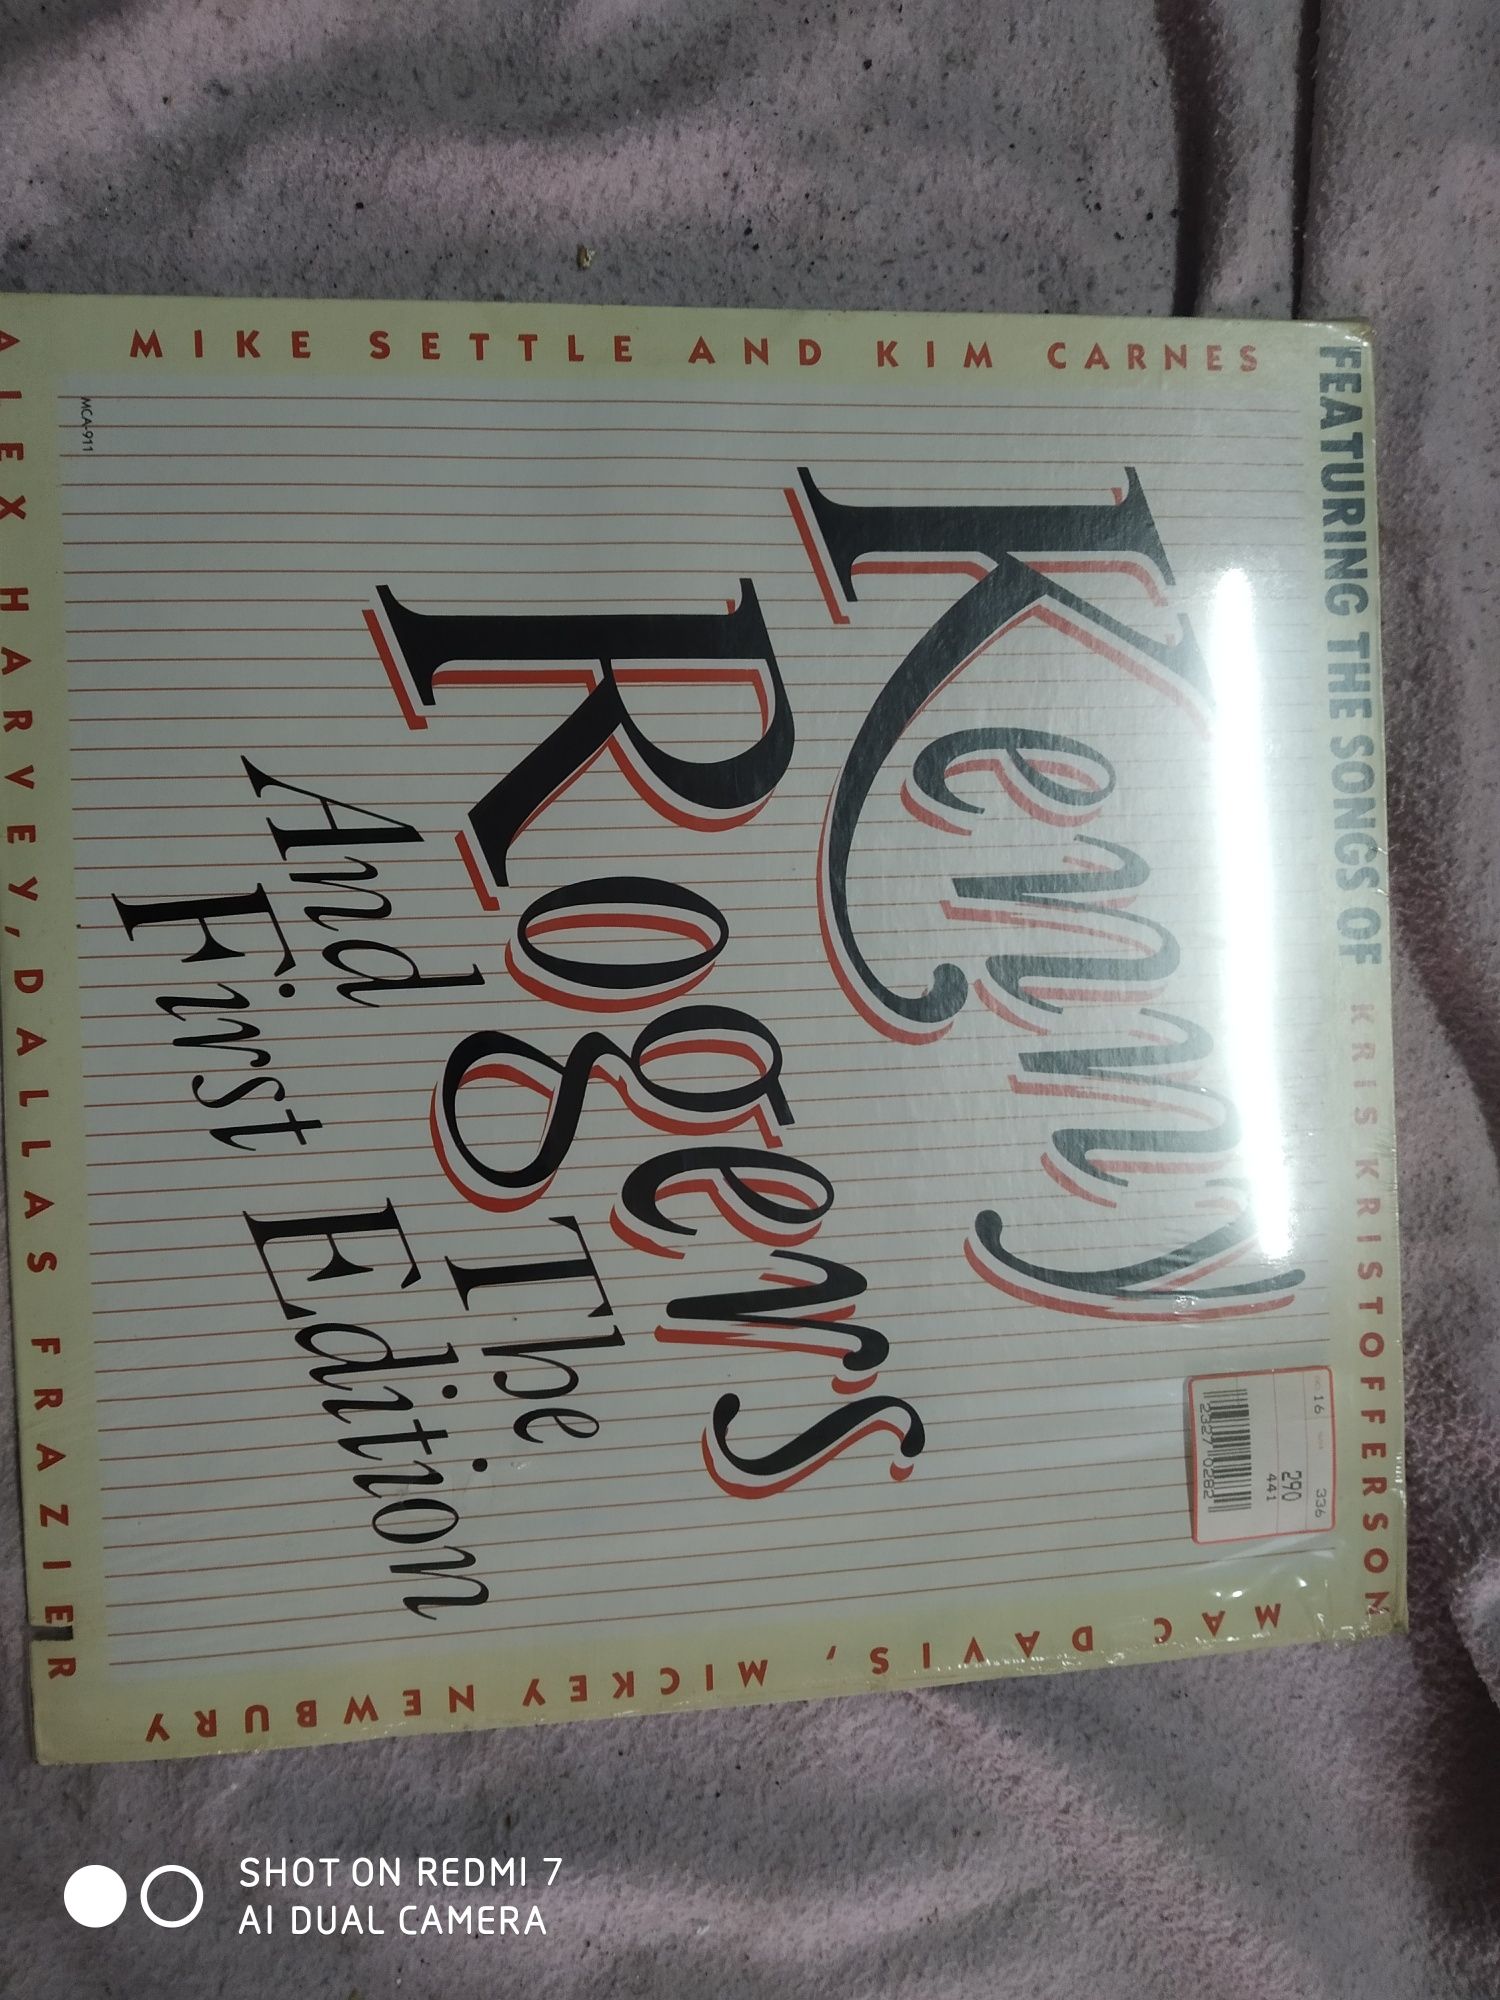 FEATURING THE SONGS OF KRIS KRISTOFFERSON
MAC DAVIS, MICKEY NEWBURY
ALEX HARVEY, DALLAS FRAZIER
MIKE SETTLE AND KIM CARNES
16
336
290
441
2327 0282
Kenny
Rogers
And The
First Edition
MCA-911
SHOT ON REDMI 7
AI DUAL CAMERA